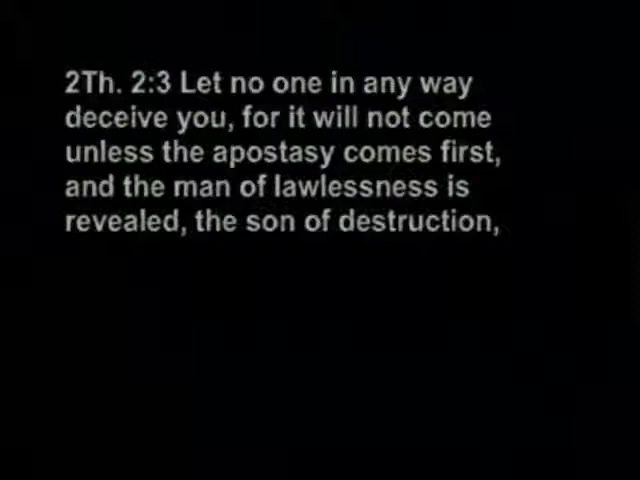 2Th. 2:3 Let no one in any way
deceive you, for it will not come
unless the apostasy comes first,
and the man of lawlessness is
revealed, the son of destruction,